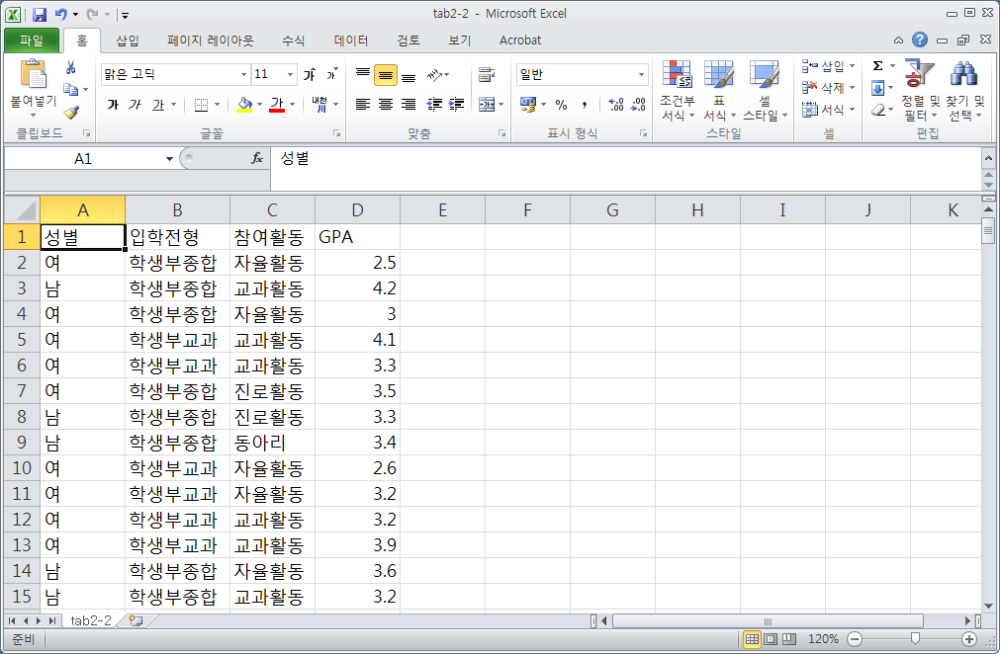 tab2-2 - Microsoft Excel
파일 홈 삽입 페이지 레이아웃 수식 데이터 검토 보기 Acrobat
맑은 고딕 11 가 가 일반 삽입
붙여넣기 가 가 가 가 내천 % , 조건부 서식 표 서식 셀 스타일 삭제 서식 Σ 정렬 및 필터 찾기 및 선택
클립보드 글꼴 맞춤 표시 형식 스타일 셀 편집
A1 fx 성별
A B C D E F G H I J K
1 성별 입학전형 참여활동 GPA
2 여 학생부종합 자율활동 2.5
3 남 학생부종합 교과활동 4.2
4 여 학생부종합 자율활동 3
5 여 학생부교과 교과활동 4.1
6 여 학생부교과 교과활동 3.3
7 여 학생부종합 진로활동 3.5
8 남 학생부종합 진로활동 3.3
9 남 학생부종합 동아리 3.4
10 여 학생부교과 자율활동 2.6
11 여 학생부교과 자율활동 3.2
12 여 학생부교과 교과활동 3.2
13 여 학생부교과 교과활동 3.9
14 남 학생부종합 자율활동 3.6
15 남 학생부종합 교과활동 3.2
tab2-2
준비 120%